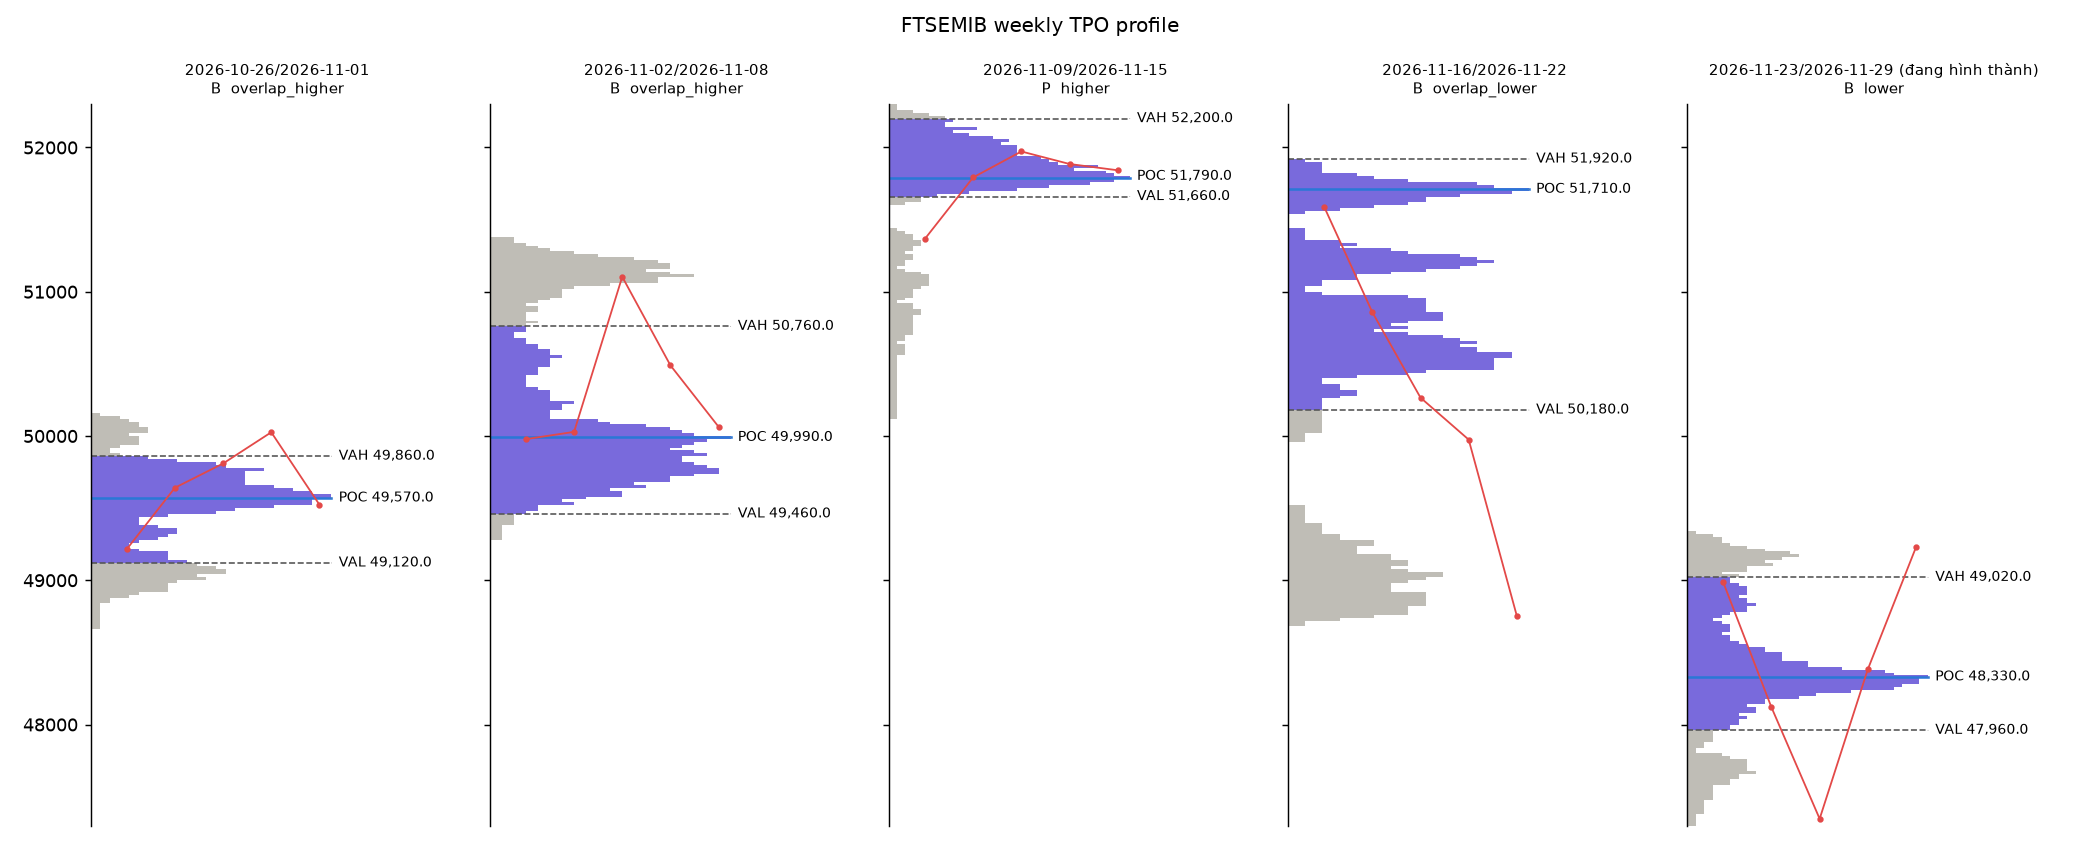 FTSEMIB weekly TPO profile
2026-10-26/2026-11-01
B  overlap_higher
2026-11-02/2026-11-08
B  overlap_higher
2026-11-09/2026-11-15
P  higher
2026-11-16/2026-11-22
B  overlap_lower
2026-11-23/2026-11-29 (đang hình thành)
B  lower
52000
51000
50000
49000
48000
VAH 49,860.0
POC 49,570.0
VAL 49,120.0
VAH 50,760.0
POC 49,990.0
VAL 49,460.0
VAH 52,200.0
POC 51,790.0
VAL 51,660.0
VAH 51,920.0
POC 51,710.0
VAL 50,180.0
VAH 49,020.0
POC 48,330.0
VAL 47,960.0